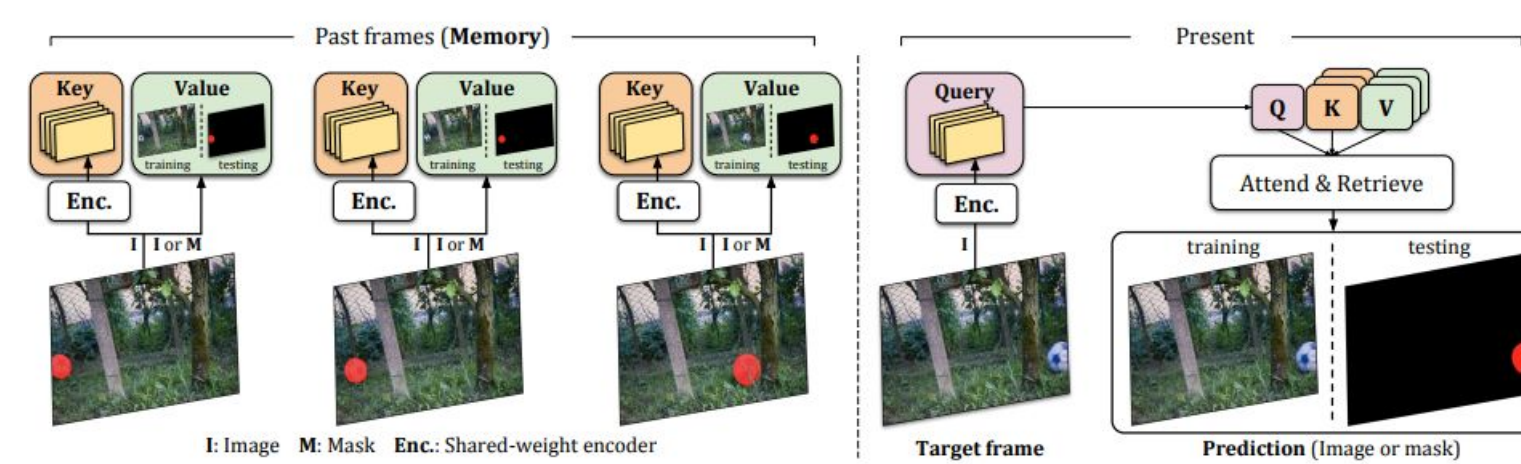 Past frames (Memory)
Present
Key
Value
training
testing
Enc.
I
I or M
Key
Value
training
testing
Enc.
I
I or M
Key
Value
training
testing
Enc.
I
I or M
Query
Enc.
I
Q
K
V
Attend & Retrieve
training
testing
I: Image M: Mask Enc.: Shared-weight encoder
Target frame
Prediction (Image or mask)